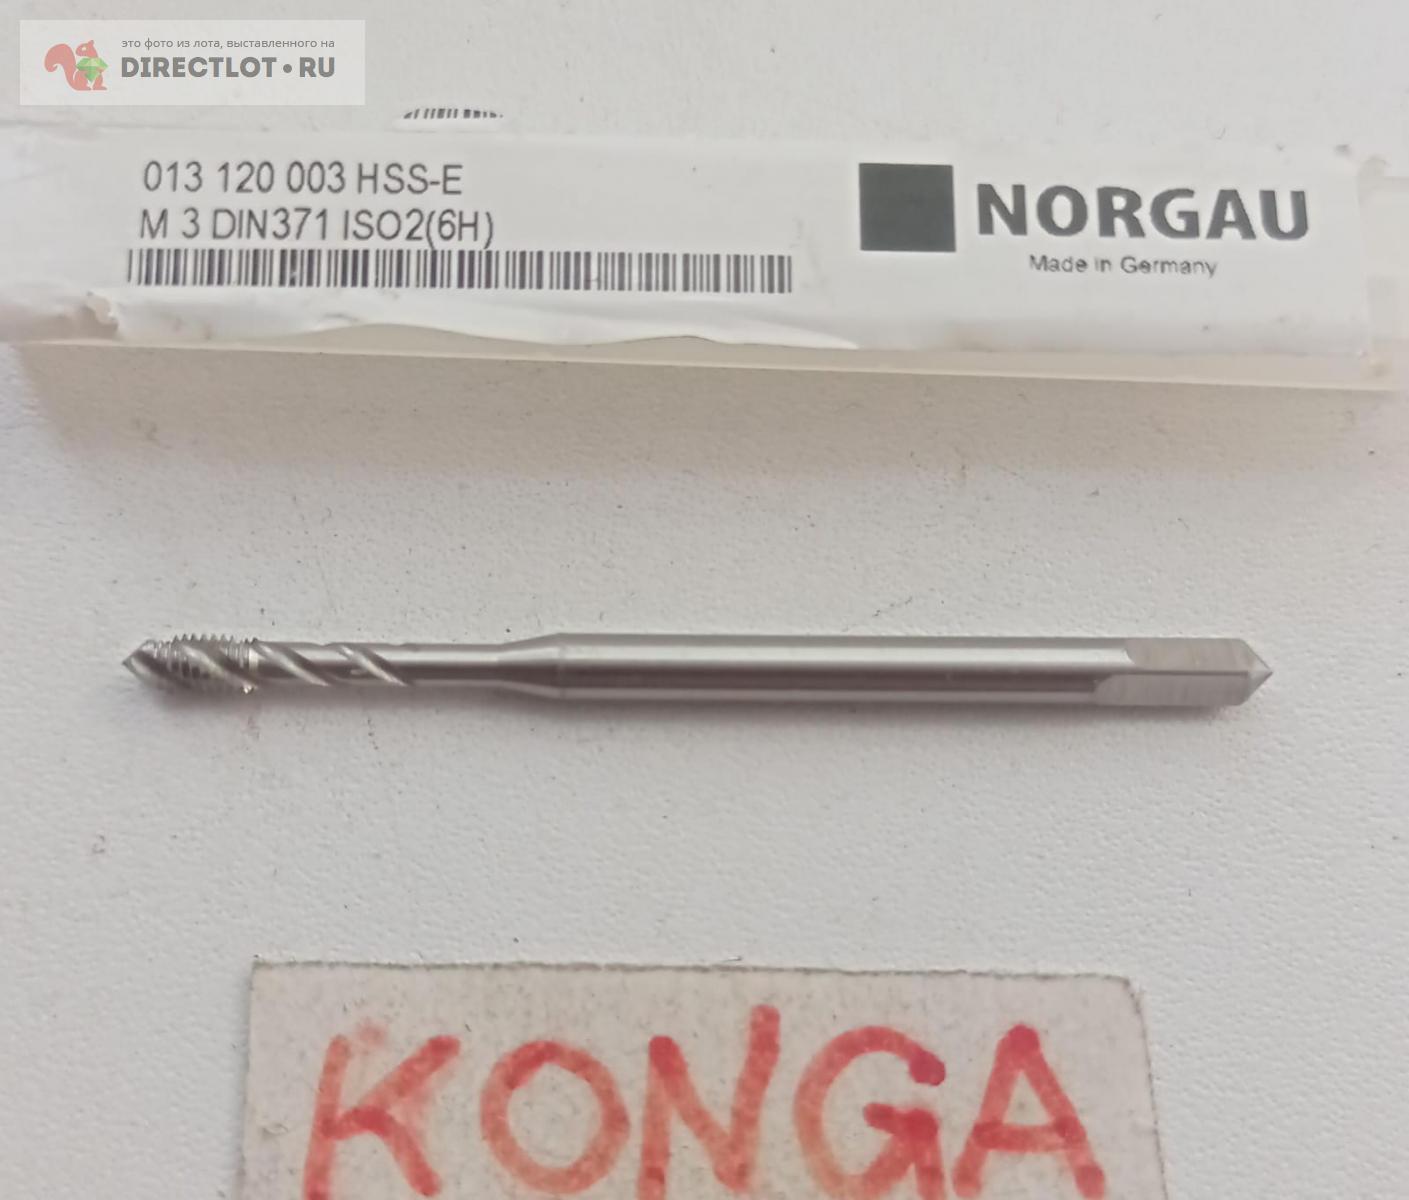 это фото из лота, выставленного на
DIRECTLOT•RU
013 120 003 HSS-E
M 3 DIN371 ISO2(6H)
NORGAU
Made in Germany
KONGA